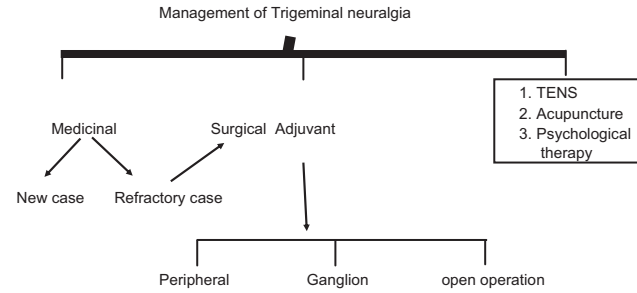 Management of Trigeminal neuralgia
1. TENS
2. Acupuncture
3. Psychological
therapy
Medicinal
Surgical Adjuvant
New case
Refractory case
Peripheral
Ganglion
open operation